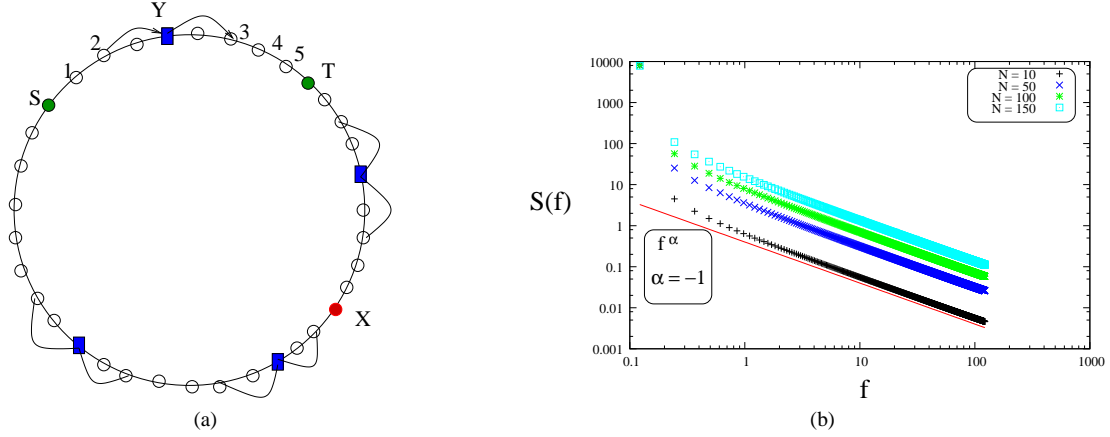 Y
2
3
4
1
5
T
S
X
(a)
10000
1000
100
10
1
0.1
0.01
0.001
S(f)
N = 10
N = 50
N = 100
N = 150
f^α
α = −1
0.1
1
10
100
1000
f
(b)